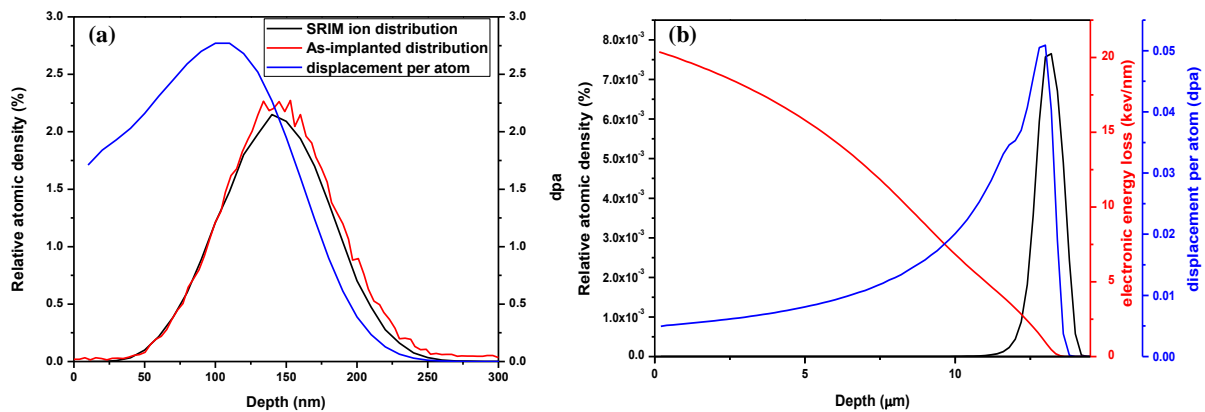 (a)
SRIM ion distribution
As-implanted distribution
displacement per atom
Relative atomic density (%)
3.0
2.5
2.0
1.5
1.0
0.5
0.0
0 50 100 150 200 250 300
Depth (nm)
3.0
2.5
2.0
1.5
1.0
0.5
0.0
dpa
(b)
Relative atomic density (%)
8.0x10-3
7.0x10-3
6.0x10-3
5.0x10-3
4.0x10-3
3.0x10-3
2.0x10-3
1.0x10-3
0.0
0 5 10
Depth (μm)
20
15
10
5
0
electronic energy loss (kev/nm)
0.05
0.04
0.03
0.02
0.01
0.00
displacement per atom (dpa)